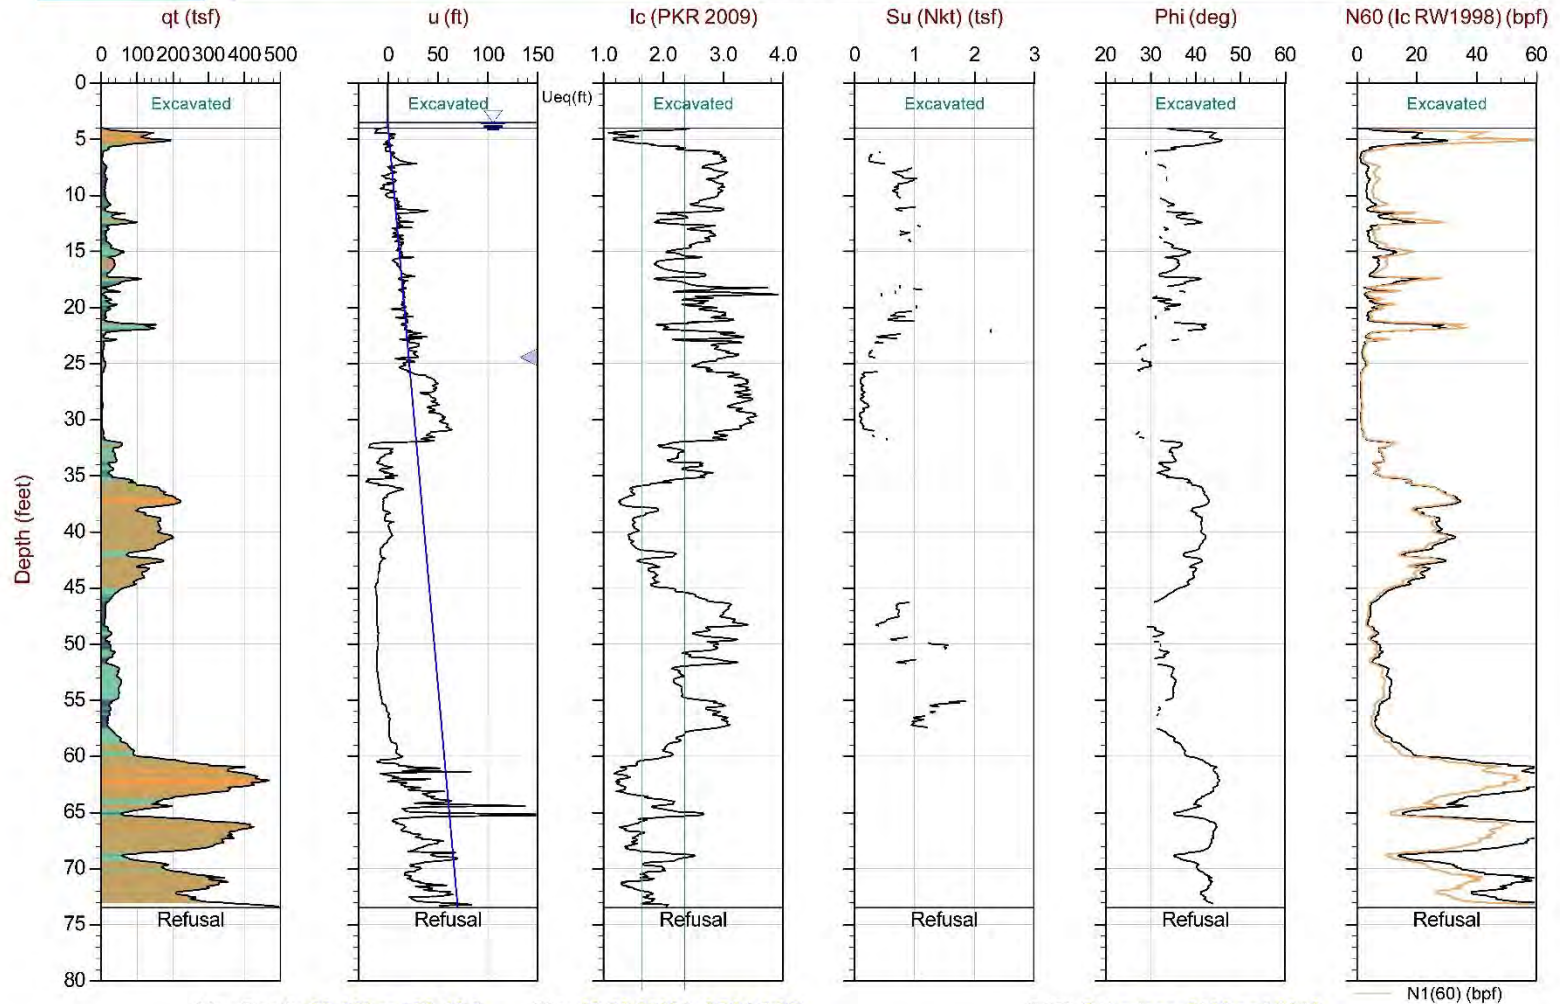 qt (tsf) u (ft) Ic (PKR 2009) Su (Nkt) (tsf) Phi (deg) N60 (Ic RW1998) (bpf)
0 100 200 300 400 500 0 50 100 150 1.0 2.0 3.0 4.0 0 1 2 3 20 30 40 50 60 0 20 40 60
0
Excavated Excavated Ueq(ft) Excavated Excavated Excavated Excavated
5
10
15
20
25
30
35
Depth (feet)
40
45
50
55
60
65
70
Refusal Refusal Refusal Refusal Refusal Refusal
75
80
N1(60) (bpf)